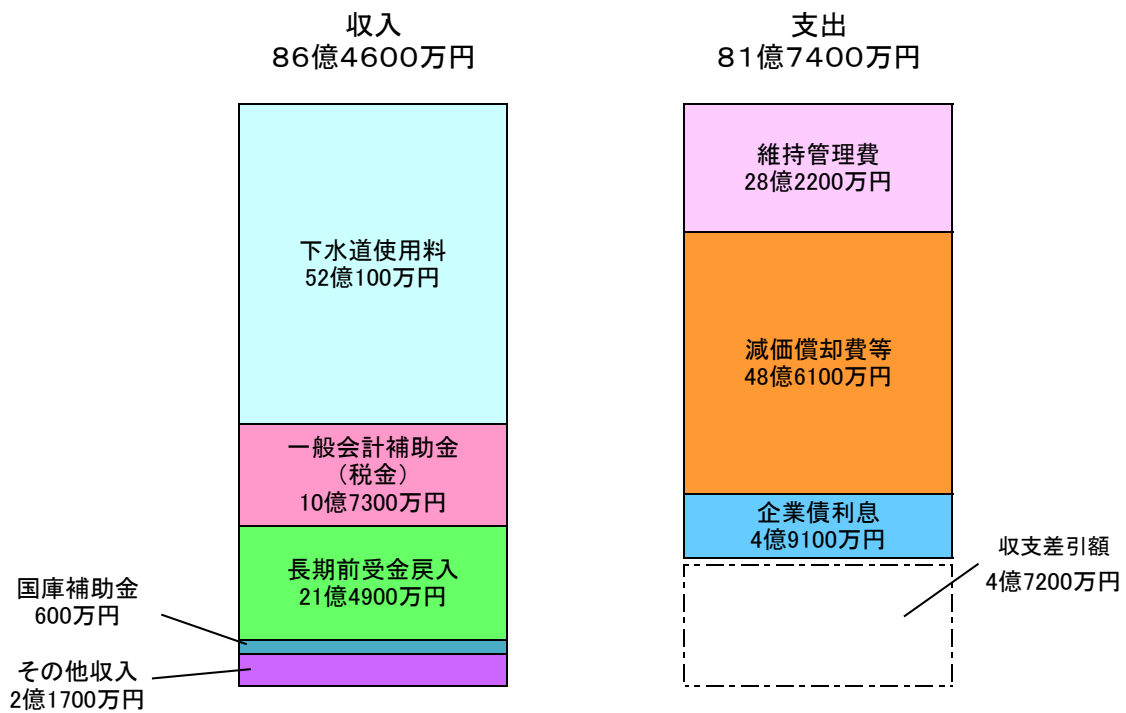 収入
８６億４６００万円
下水道使用料
52億100万円
一般会計補助金
（税金）
10億7300万円
長期前受金戻入
21億4900万円
国庫補助金
600万円
その他収入
2億1700万円
支出
８１億７４００万円
維持管理費
28億2200万円
減価償却費等
48億6100万円
企業債利息
4億9100万円
収支差引額
4億7200万円